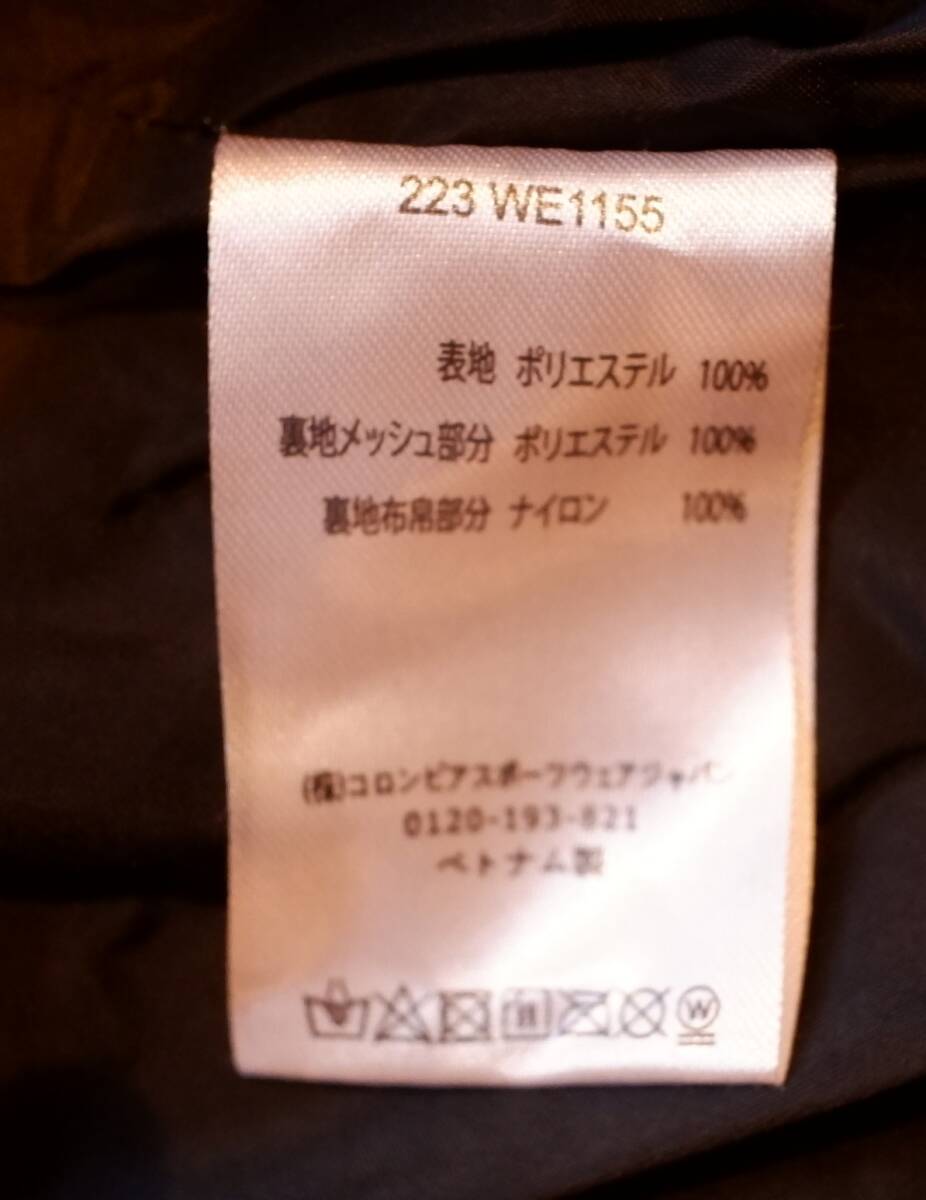 223 WE1155
表地 ポリエステル 100%
裏地メッシュ部分 ポリエステル 100%
裏地布帛部分 ナイロン 100%
(株)コロンビアスポーツウェアジャパン
0120-193-821
ベトナム製
W